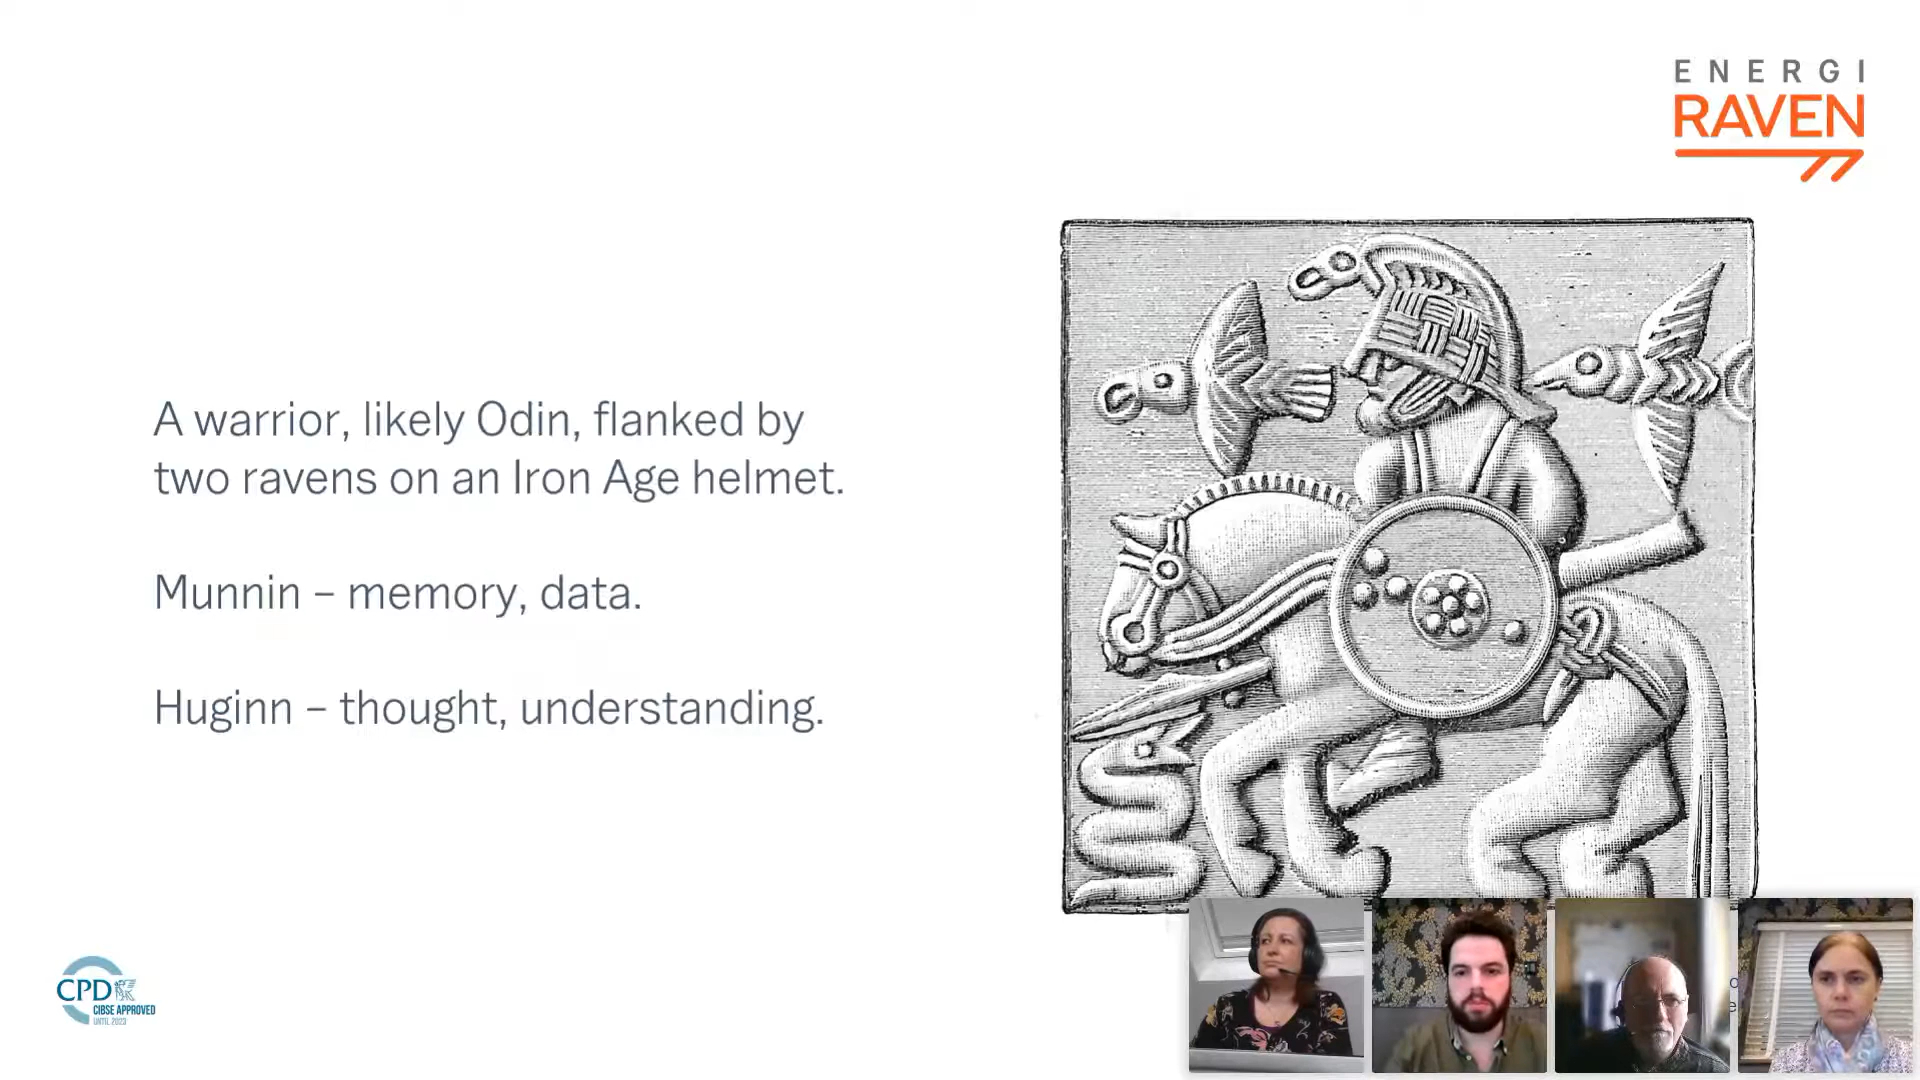 ENERGI
RAVEN
A warrior, likely Odin, flanked by
two ravens on an Iron Age helmet.
Munnin – memory, data.
Huginn – thought, understanding.
CPD
CIBSE APPROVED
UNTIL 2023